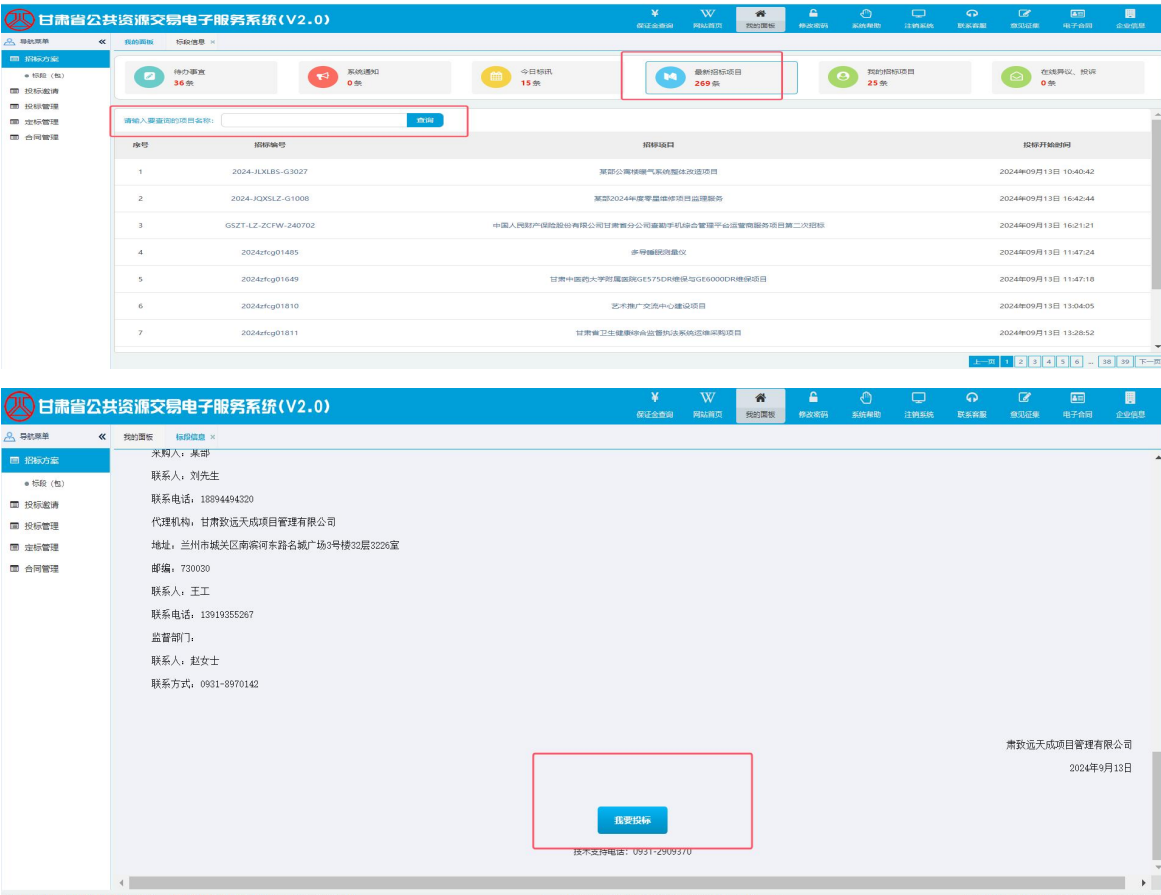 甘肃省公共资源交易电子服务系统(V2.0)
保证金查询 网站首页 我的面板 修改密码 系统帮助 注销系统 联系客服 意见征集 电子合同 企业信息
导航菜单 «
我的面板 标段信息 ×
招标方案
标段（包）
投标邀请
投标管理
定标管理
合同管理
待办事宜
36 条
系统通知
0 条
今日标讯
15 条
最新招标项目
269 条
我的招标项目
25 条
在线异议、投诉
0 条
请输入要查询的项目名称： 查询
序号 招标编号 招标项目 投标开始时间
1 2024-JLXLBS-G3027 某部公寓楼暖气系统整体改造项目 2024年09月13日 10:40:42
2 2024-JQXSLZ-G1008 某部2024年度零星维修项目监理服务 2024年09月13日 16:42:44
3 GSZT-LZ-ZCFW-240702 中国人民财产保险股份有限公司甘肃省分公司查勘手机综合管理平台运营商服务项目第二次招标 2024年09月13日 16:21:21
4 2024zfcg01485 多导睡眠测量仪 2024年09月13日 11:47:24
5 2024zfcg01649 甘肃中医药大学附属医院GE575DR维保与GE6000DR维保项目 2024年09月13日 11:47:18
6 2024zfcg01810 艺术推广交流中心建设项目 2024年09月13日 13:04:05
7 2024zfcg01811 甘肃省卫生健康综合监督执法系统运维采购项目 2024年09月13日 13:28:52
上一页 1 2 3 4 5 6 ... 38 39 下一页
甘肃省公共资源交易电子服务系统(V2.0)
保证金查询 网站首页 我的面板 修改密码 系统帮助 注销系统 联系客服 意见征集 电子合同 企业信息
导航菜单 «
我的面板 标段信息 ×
招标方案
标段（包）
投标邀请
投标管理
定标管理
合同管理
采购人：某部
联系人：刘先生
联系电话：18894494320
代理机构：甘肃致远天成项目管理有限公司
地址：兰州市城关区南滨河东路名城广场3号楼32层3226室
邮编：730030
联系人：王工
联系电话：13919355267
监督部门：
联系人：赵女士
联系方式：0931-8970142
肃致远天成项目管理有限公司
2024年9月13日
我要投标
技术支持电话：0931-2909370